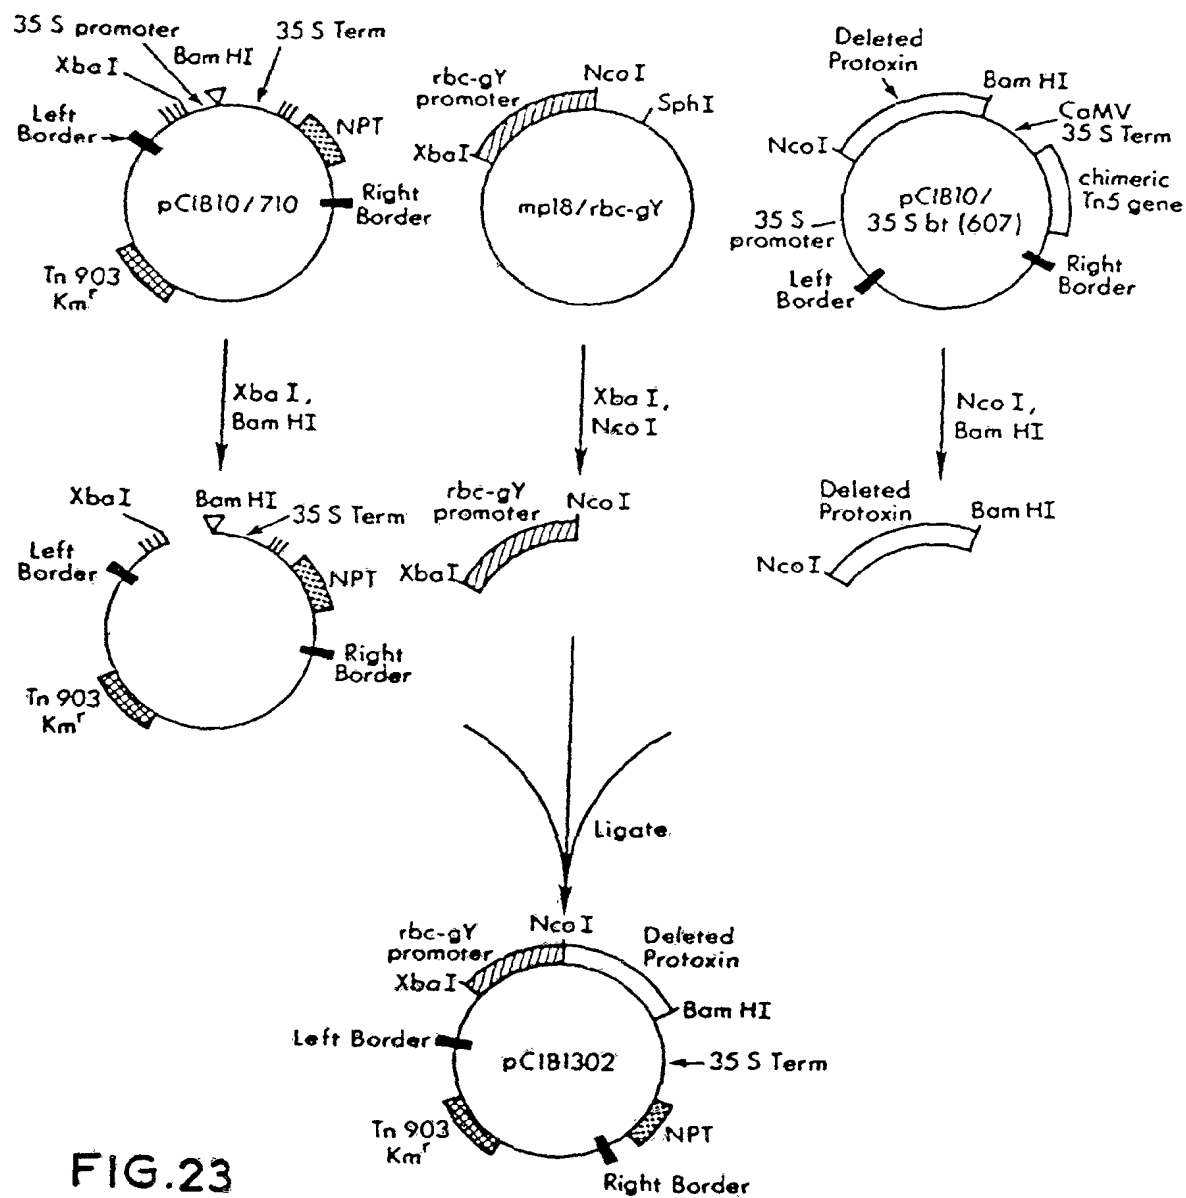 35 S promoter
Bam HI
35 S Term
Xba I
Left
Border
NPT
pCIB10/710
Right
Border
Tn 903
Kmʳ
rbc-gY
promoter
Nco I
Sph I
Xba I
mp18/rbc-gY
Deleted
Protoxin
Bam HI
CaMV
35 S Term
Nco I
chimeric
Tn5 gene
pCIB10/
35 S bt (607)
35 S
promoter
Left
Border
Right
Border
Xba I,
Bam HI
Xba I,
Nco I
Nco I,
Bam HI
Xba I
Bam HI
35 S Term
Left
Border
NPT
Right
Border
Tn 903
Kmʳ
rbc-gY
promoter
Nco I
Xba I
Deleted
Protoxin
Bam HI
Nco I
Ligate
rbc-gY
promoter
Nco I
Deleted
Protoxin
Xba I
Bam HI
Left Border
pCIB1302
35 S Term
Tn 903
Kmʳ
NPT
Right Border
FIG.23